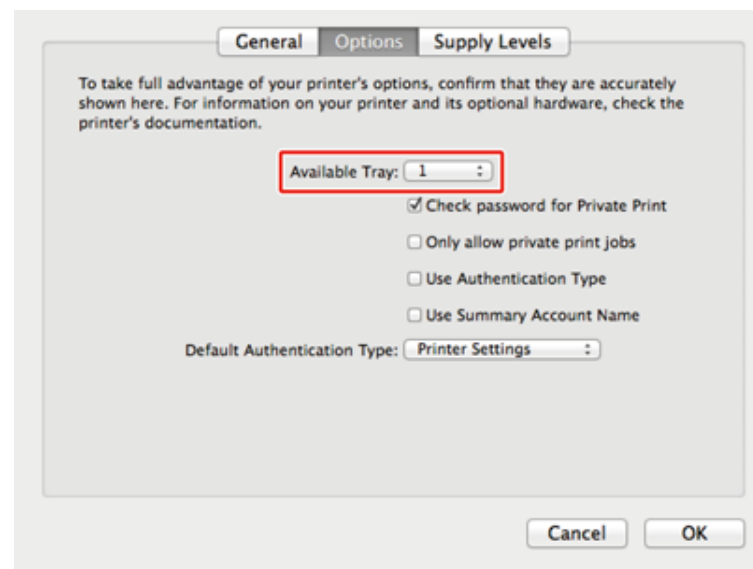 General Options Supply Levels
To take full advantage of your printer's options, confirm that they are accurately
shown here. For information on your printer and its optional hardware, check the
printer's documentation.
Available Tray: 1
Check password for Private Print
Only allow private print jobs
Use Authentication Type
Use Summary Account Name
Default Authentication Type: Printer Settings
Cancel OK